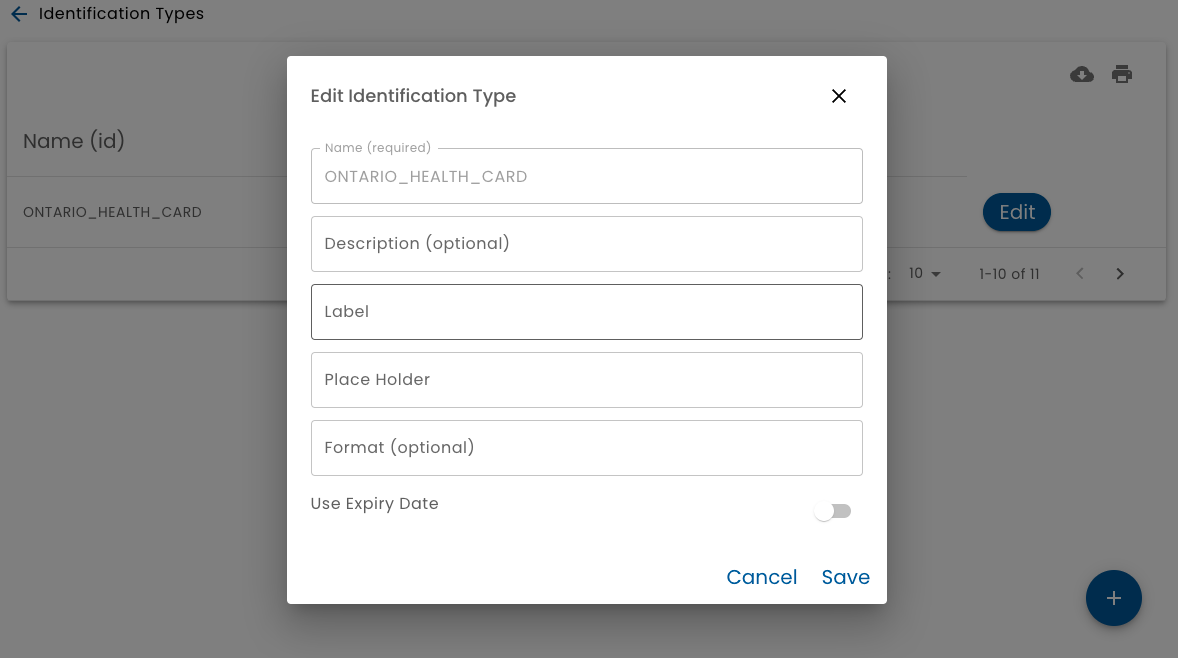 Identification Types
Edit Identification Type
Name (id)
Name (required)
ONTARIO_HEALTH_CARD
ONTARIO_HEALTH_CARD
Edit
Description (optional)
: 10
1-10 of 11
Label
Place Holder
Format (optional)
Use Expiry Date
Cancel
Save